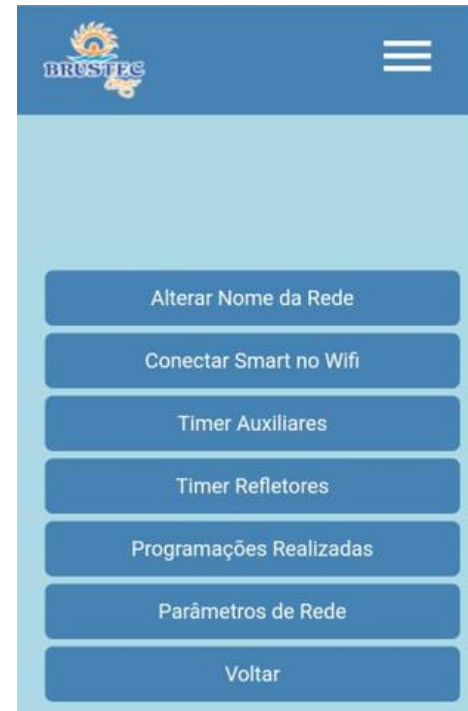 BRUSTEC
Alterar Nome da Rede
Conectar Smart no Wifi
Timer Auxiliares
Timer Refletores
Programações Realizadas
Parâmetros de Rede
Voltar